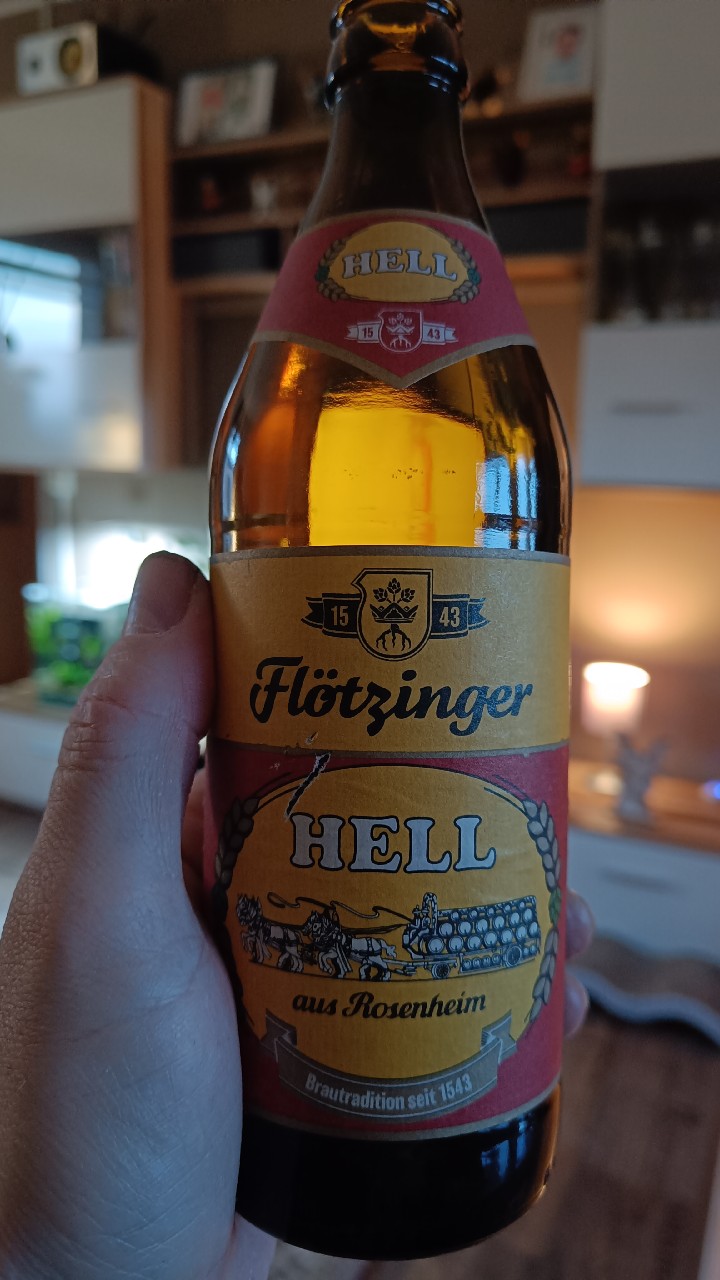 HELL
15 43
15 43
Flötzinger
HELL
aus Rosenheim
Brautradition seit 1543